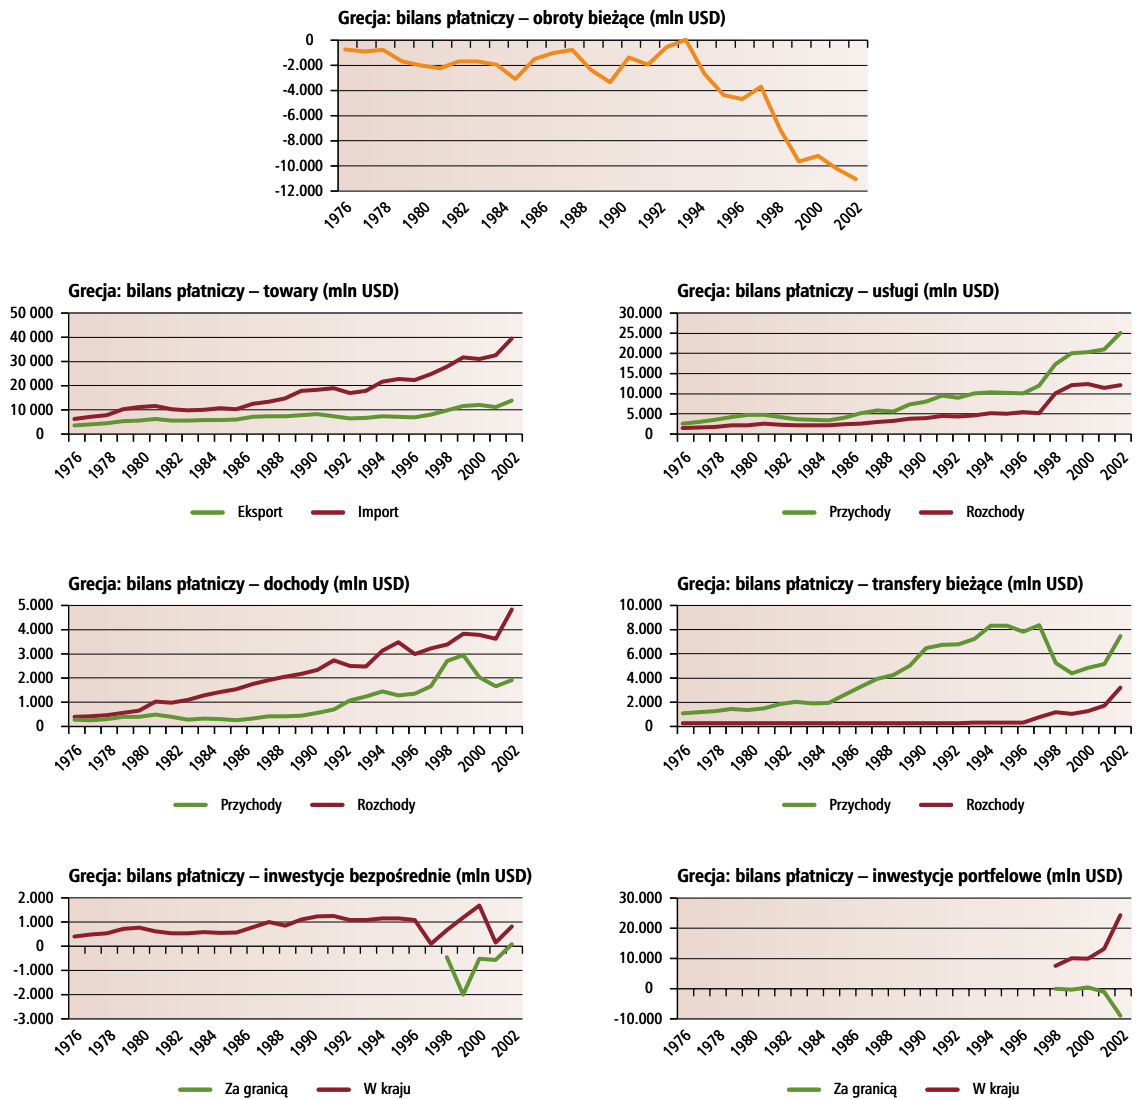 Grecja: bilans płatniczy – obroty bieżące (mln USD)
0
-2.000
-4.000
-6.000
-8.000
-10.000
-12.000
1976 1978 1980 1982 1984 1986 1988 1990 1992 1994 1996 1998 2000 2002
Grecja: bilans płatniczy – towary (mln USD)
50 000
40 000
30 000
20 000
10 000
0
1976 1978 1980 1982 1984 1986 1988 1990 1992 1994 1996 1998 2000 2002
Eksport Import
Grecja: bilans płatniczy – usługi (mln USD)
30.000
25.000
20.000
15.000
10.000
5.000
0
1976 1978 1980 1982 1984 1986 1988 1990 1992 1994 1996 1998 2000 2002
Przychody Rozchody
Grecja: bilans płatniczy – dochody (mln USD)
5.000
4.000
3.000
2.000
1.000
0
1976 1978 1980 1982 1984 1986 1988 1990 1992 1994 1996 1998 2000 2002
Przychody Rozchody
Grecja: bilans płatniczy – transfery bieżące (mln USD)
10.000
8.000
6.000
4.000
2.000
0
1976 1978 1980 1982 1984 1986 1988 1990 1992 1994 1996 1998 2000 2002
Przychody Rozchody
Grecja: bilans płatniczy – inwestycje bezpośrednie (mln USD)
2.000
1.000
0
-1.000
-2.000
-3.000
1976 1978 1980 1982 1984 1986 1988 1990 1992 1994 1996 1998 2000 2002
Za granicą W kraju
Grecja: bilans płatniczy – inwestycje portfelowe (mln USD)
30.000
20.000
10.000
0
-10.000
1976 1978 1980 1982 1984 1986 1988 1990 1992 1994 1996 1998 2000 2002
Za granicą W kraju